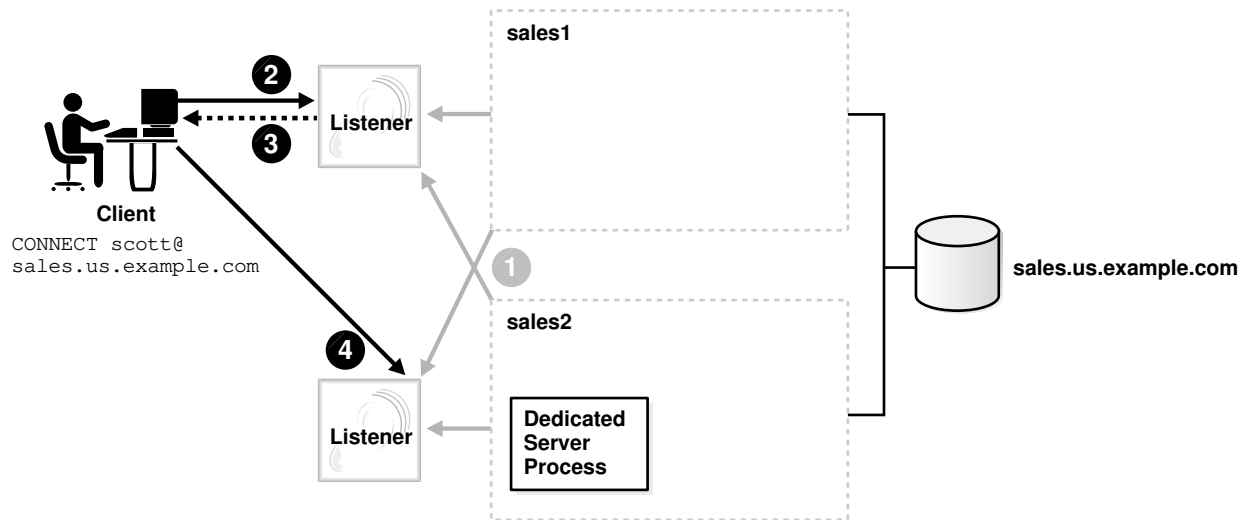 sales1
2
Listener
3
Client
CONNECT scott@
sales.us.example.com
1
sales.us.example.com
sales2
4
Listener
Dedicated
Server
Process